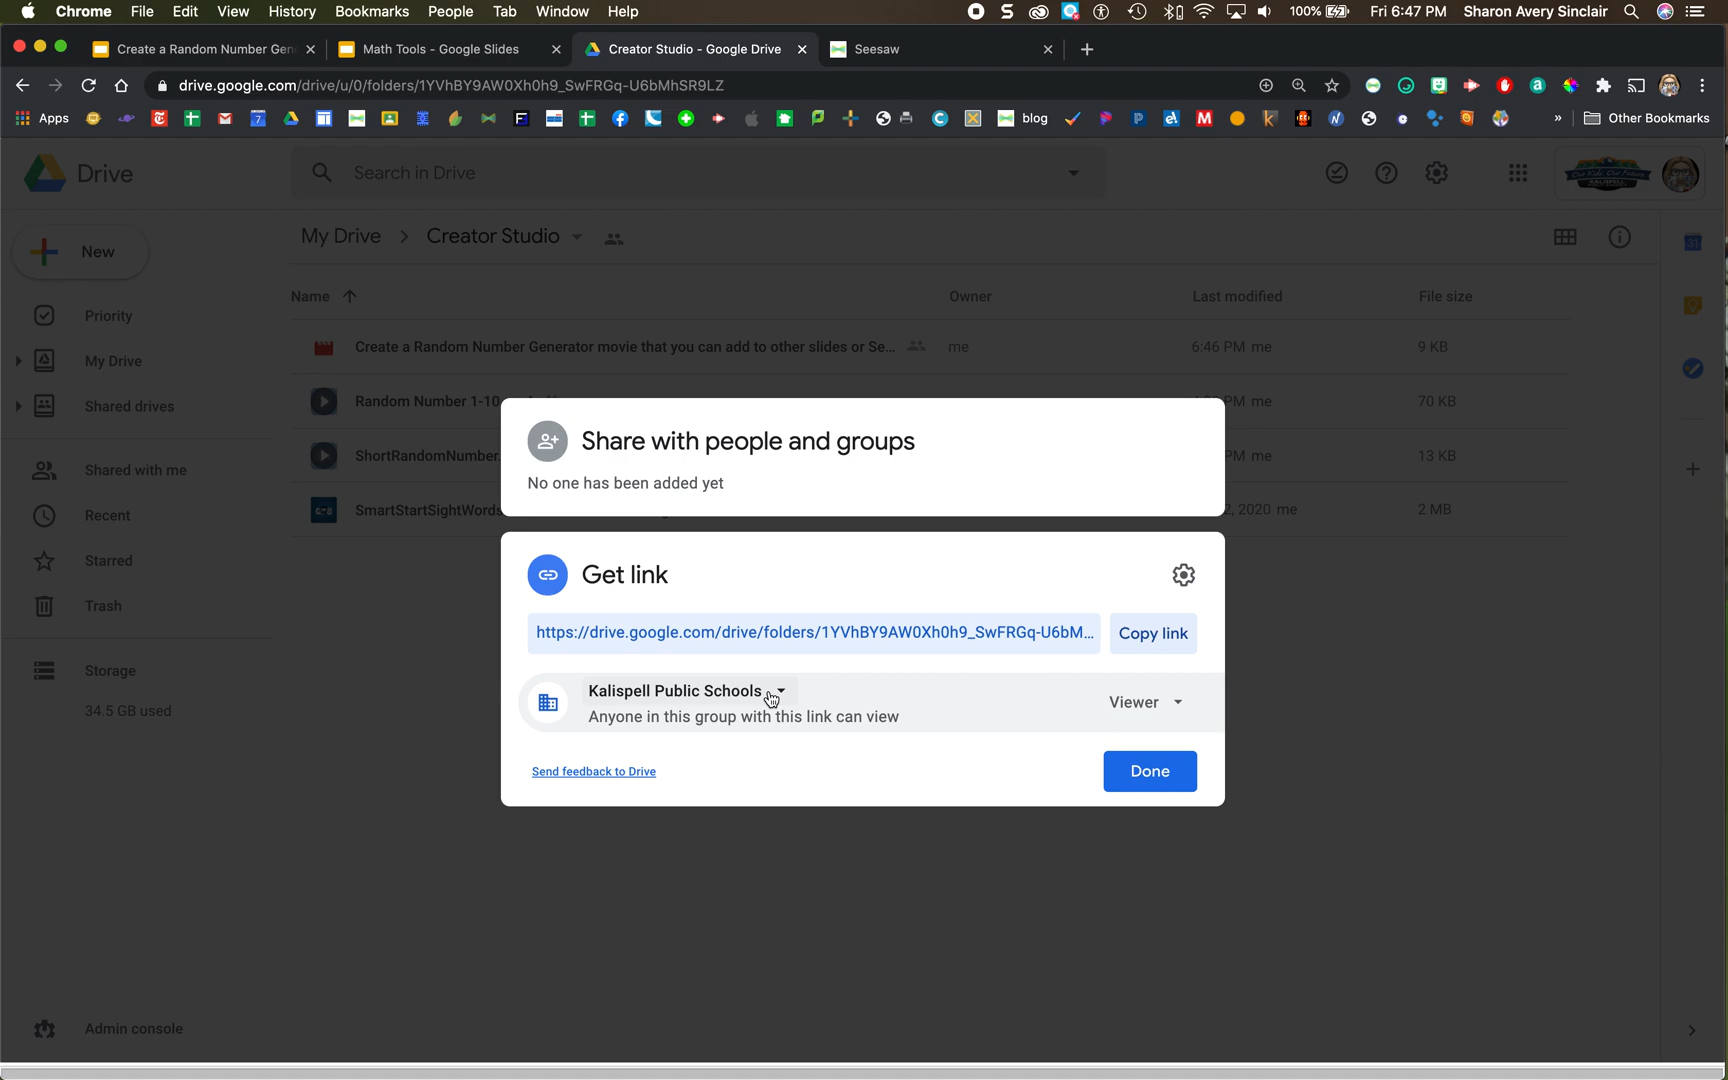 Chrome File Edit View History Bookmarks People Tab Window Help 100% Fri 6:47 PM Sharon Avery Sinclair
Create a Random Number Gen Math Tools - Google Slides Creator Studio - Google Drive Seesaw
drive.google.com/drive/u/0/folders/1YVhBY9AW0Xh0h9_SwFRGq-U6bMhSR9LZ
Apps blog » Other Bookmarks
Drive Search in Drive
New My Drive > Creator Studio
Name Owner Last modified File size
Priority
Create a Random Number Generator movie that you can add to other slides or Se... me 6:46 PM me 9 KB
My Drive
Random Number 1-10 PM me 70 KB
Shared drives
ShortRandomNumber. PM me 13 KB
Shared with me
SmartStartSightWords 2, 2020 me 2 MB
Recent
Starred
Trash
Storage
34.5 GB used
Admin console
Share with people and groups
No one has been added yet
Get link
https://drive.google.com/drive/folders/1YVhBY9AW0Xh0h9_SwFRGq-U6bM... Copy link
Kalispell Public Schools
Anyone in this group with this link can view Viewer
Send feedback to Drive Done